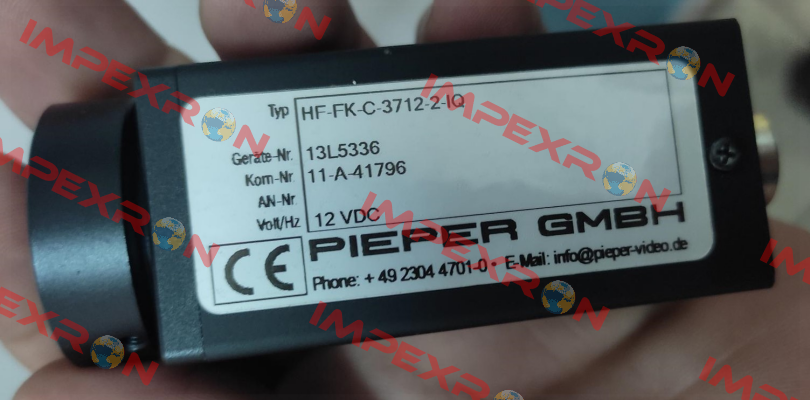 Typ HF-FK-C-3712-2-IQ
Geräte-Nr. 13L5336
Kom-Nr. 11-A-41796
AN-Nr.
Volt/Hz 12 VDC
CE PIEPER GMBH
Phone: + 49 2304 4701-0 • E-Mail: info@pieper-video.de
IMPEXRON